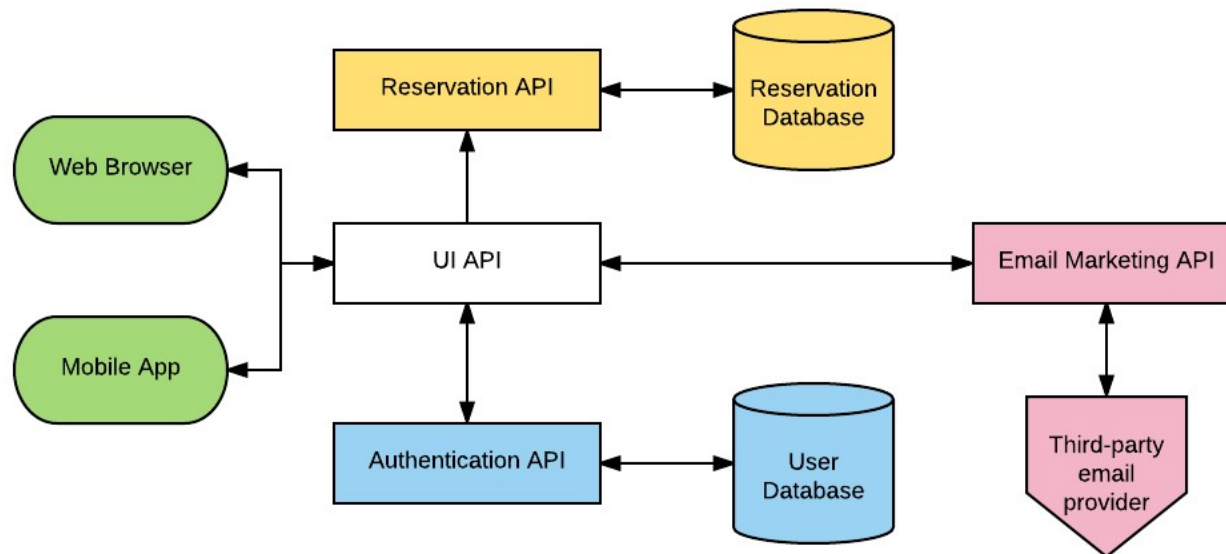 Reservation API
Reservation
Database
Web Browser
UI API
Email Marketing API
Mobile App
Authentication API
User
Database
Third-party
email
provider